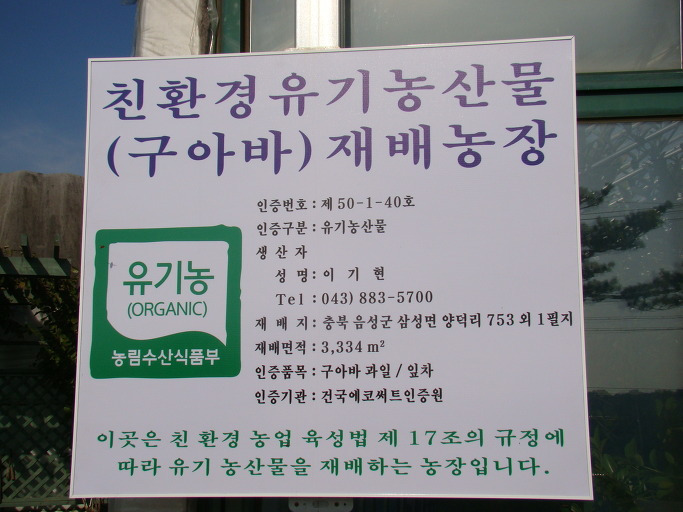 친환경유기농산물
(구아바) 재배농장
인증번호 : 제 50-1-40호
인증구분 : 유기농산물
생 산 자
성 명 : 이 기 현
Tel : 043) 883-5700
재 배 지 : 충북 음성군 삼성면 양덕리 753 외 1필지
재배면적 : 3,334 m²
인증품목 : 구아바 과일 / 잎차
인증기관 : 건국에코써트인증원
유기농
(ORGANIC)
농림수산식품부
이곳은 친 환경 농업 육성법 제 17조의 규정에
따라 유기 농산물을 재배하는 농장입니다.